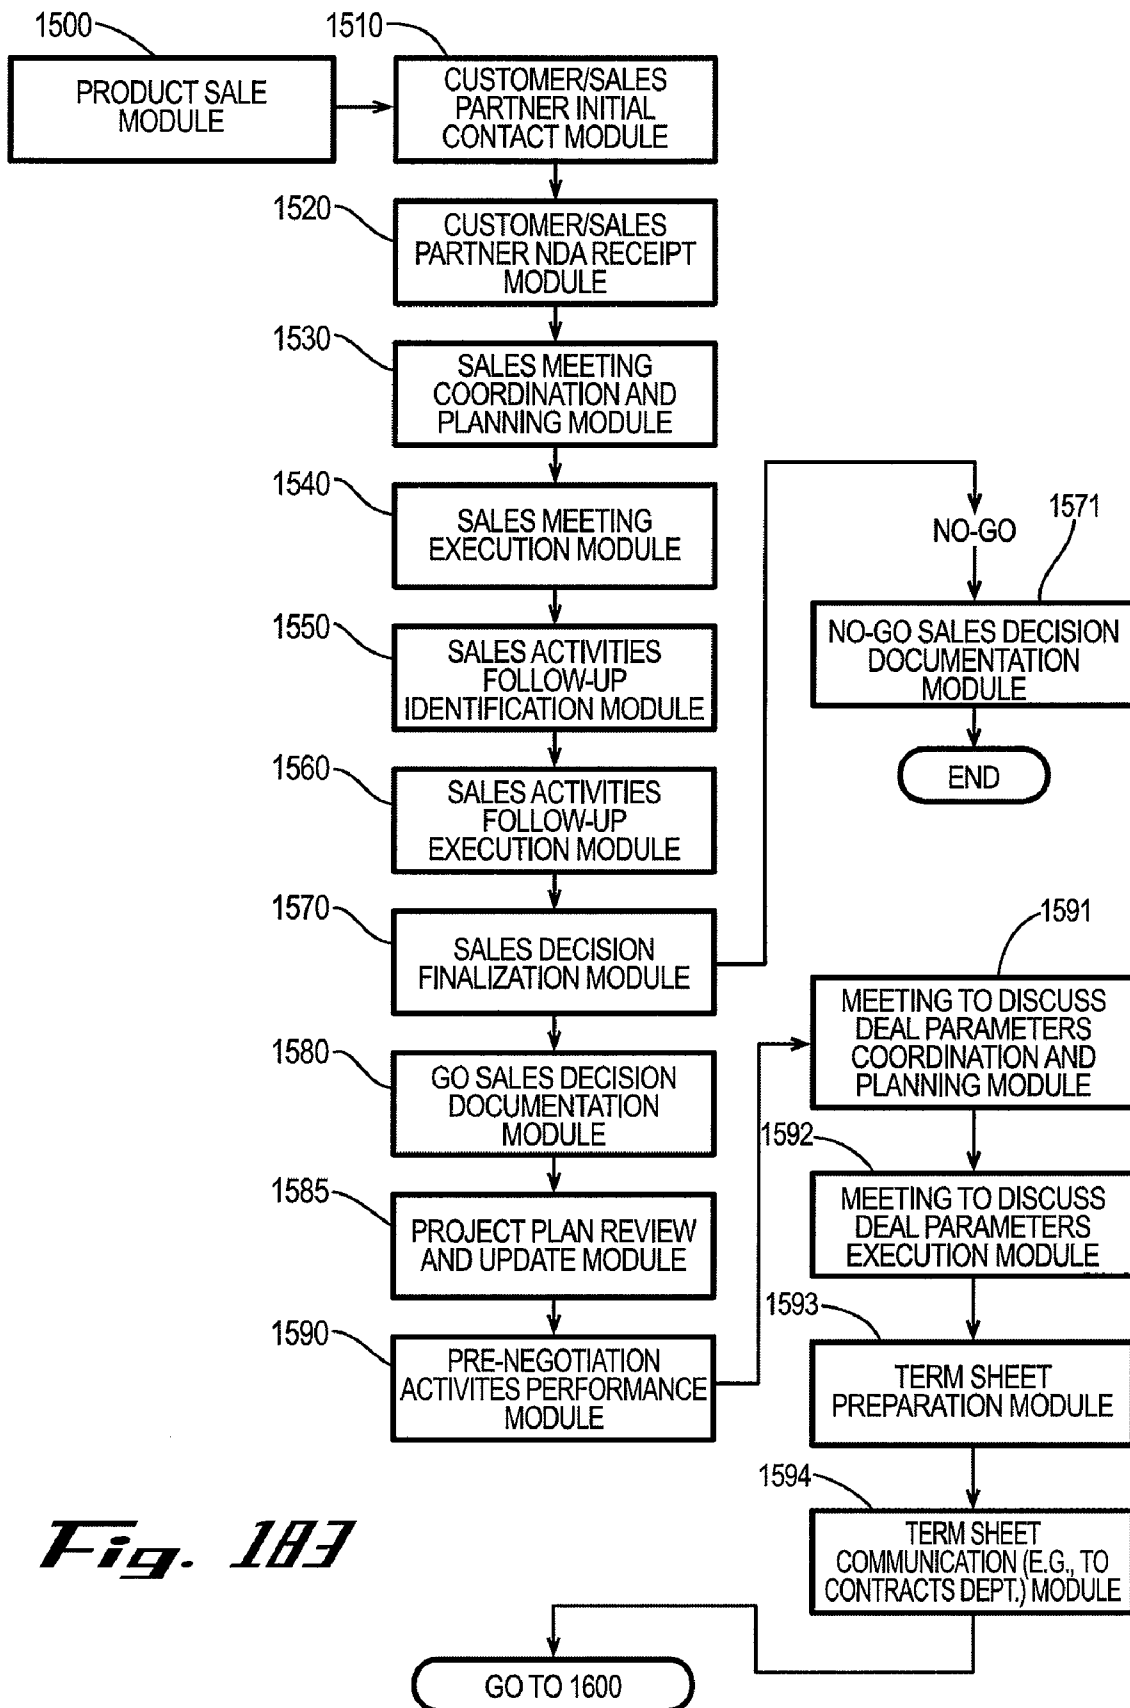 1500
PRODUCT SALE
MODULE
1510
CUSTOMER/SALES
PARTNER INITIAL
CONTACT MODULE
1520
CUSTOMER/SALES
PARTNER NDA RECEIPT
MODULE
1530
SALES MEETING
COORDINATION AND
PLANNING MODULE
1540
SALES MEETING
EXECUTION MODULE
1550
SALES ACTIVITIES
FOLLOW-UP
IDENTIFICATION MODULE
1560
SALES ACTIVITIES
FOLLOW-UP
EXECUTION MODULE
1570
SALES DECISION
FINALIZATION MODULE
NO-GO
1571
NO-GO SALES DECISION
DOCUMENTATION
MODULE
END
1580
GO SALES DECISION
DOCUMENTATION
MODULE
1585
PROJECT PLAN REVIEW
AND UPDATE MODULE
1590
PRE-NEGOTIATION
ACTIVITES PERFORMANCE
MODULE
1591
MEETING TO DISCUSS
DEAL PARAMETERS
COORDINATION AND
PLANNING MODULE
1592
MEETING TO DISCUSS
DEAL PARAMETERS
EXECUTION MODULE
1593
TERM SHEET
PREPARATION MODULE
1594
TERM SHEET
COMMUNICATION (E.G., TO
CONTRACTS DEPT.) MODULE
GO TO 1600
Fig. 183